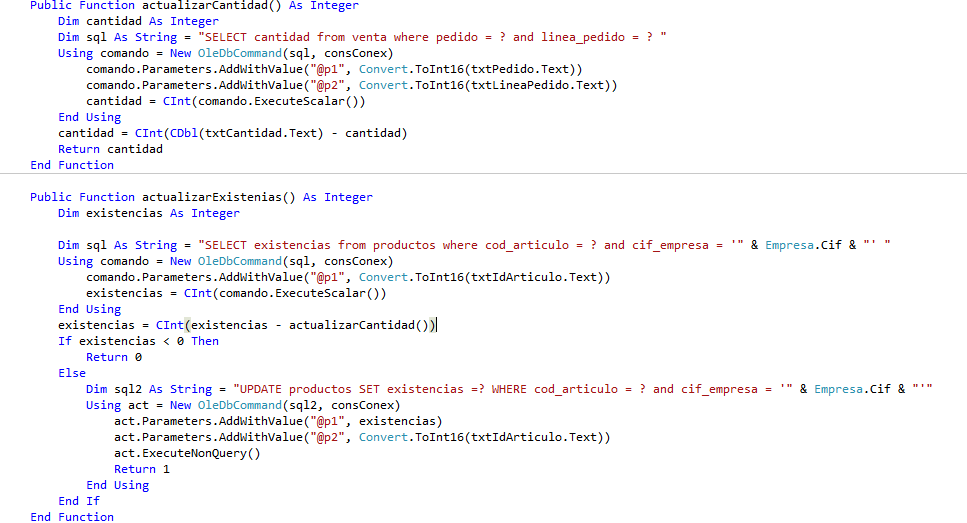 Public Function actualizarCantidad() As Integer
Dim cantidad As Integer
Dim sql As String = "SELECT cantidad from venta where pedido = ? and linea_pedido = ? "
Using comando = New OleDbCommand(sql, consConex)
comando.Parameters.AddWithValue("@p1", Convert.ToInt16(txtPedido.Text))
comando.Parameters.AddWithValue("@p2", Convert.ToInt16(txtLineaPedido.Text))
cantidad = CInt(comando.ExecuteScalar())
End Using
cantidad = CInt(CDbl(txtCantidad.Text) - cantidad)
Return cantidad
End Function
Public Function actualizarExistenias() As Integer
Dim existencias As Integer
Dim sql As String = "SELECT existencias from productos where cod_articulo = ? and cif_empresa = '" & Empresa.Cif & "' "
Using comando = New OleDbCommand(sql, consConex)
comando.Parameters.AddWithValue("@p1", Convert.ToInt16(txtIdArticulo.Text))
existencias = CInt(comando.ExecuteScalar())
End Using
existencias = CInt(existencias - actualizarCantidad())
If existencias < 0 Then
Return 0
Else
Dim sql2 As String = "UPDATE productos SET existencias =? WHERE cod_articulo = ? and cif_empresa = '" & Empresa.Cif & "'"
Using act = New OleDbCommand(sql2, consConex)
act.Parameters.AddWithValue("@p1", existencias)
act.Parameters.AddWithValue("@p2", Convert.ToInt16(txtIdArticulo.Text))
act.ExecuteNonQuery()
Return 1
End Using
End If
End Function